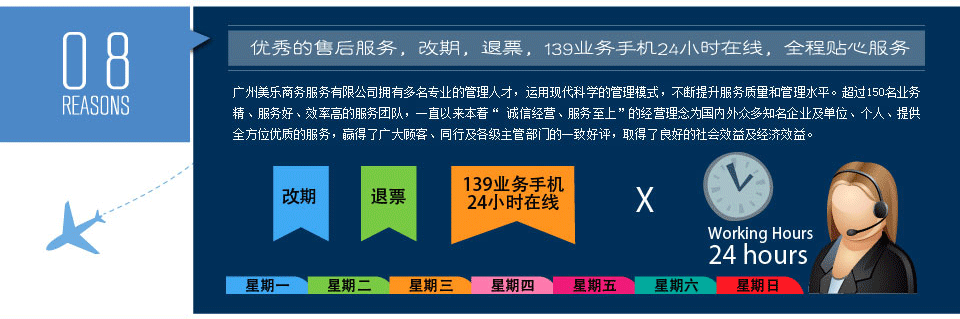 08
REASONS
优秀的售后服务，改期，退票，139业务手机24小时在线，全程贴心服务
广州美乐商务服务有限公司拥有多名专业的管理人才，运用现代科学的管理模式，不断提升服务质量和管理水平。超过150名业务
精、服务好、效率高的服务团队，一直以来本着“ 诚信经营、服务至上”的经营理念为国内外众多知名企业及单位、个人、提供
全方位优质的服务，赢得了广大顾客、同行及各级主管部门的一致好评，取得了良好的社会效益及经济效益。
改期
退票
139业务手机
24小时在线
X
Working Hours
24 hours
星期一
星期二
星期三
星期四
星期五
星期六
星期日